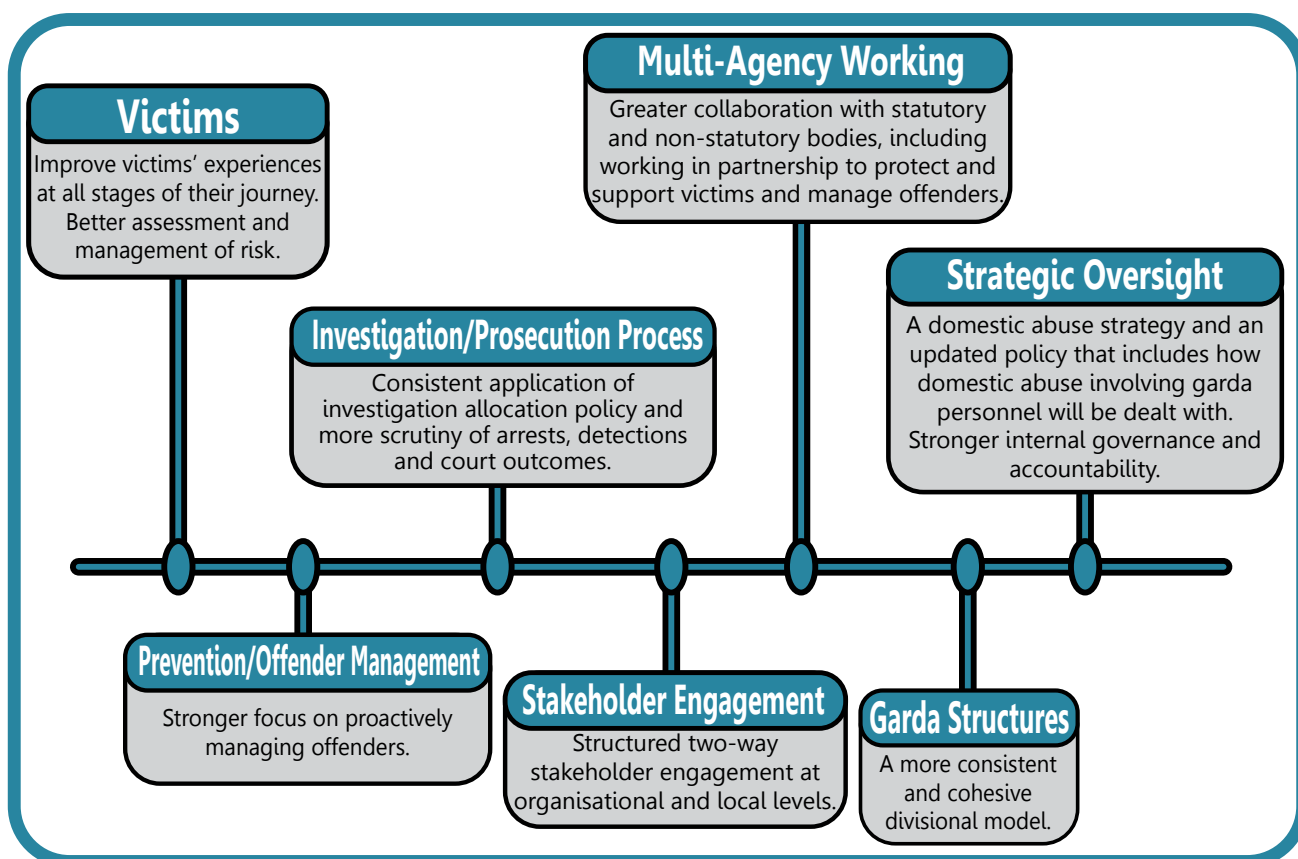 Victims
Improve victims’ experiences
at all stages of their journey.
Better assessment and
management of risk.
Prevention/Offender Management
Stronger focus on proactively
managing offenders.
Investigation/Prosecution Process
Consistent application of
investigation allocation policy and
more scrutiny of arrests, detections
and court outcomes.
Stakeholder Engagement
Structured two-way
stakeholder engagement at
organisational and local levels.
Multi-Agency Working
Greater collaboration with statutory
and non-statutory bodies, including
working in partnership to protect and
support victims and manage offenders.
Garda Structures
A more consistent
and cohesive
divisional model.
Strategic Oversight
A domestic abuse strategy and an
updated policy that includes how
domestic abuse involving garda
personnel will be dealt with.
Stronger internal governance and
accountability.